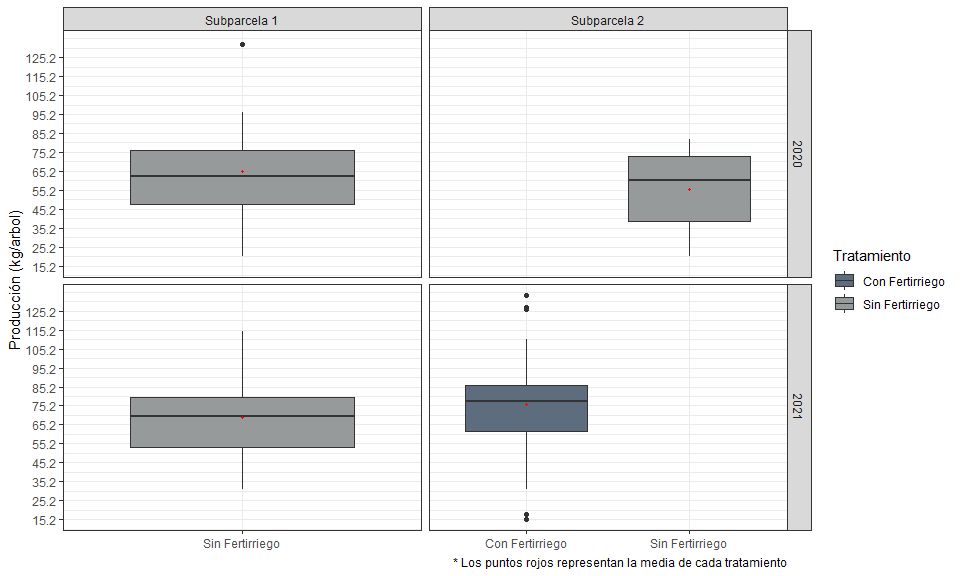 Subparcela 1
Subparcela 2
125.2
115.2
105.2
95.2
85.2
75.2
65.2
55.2
45.2
35.2
25.2
15.2
2020
Producción (kg/arbol)
125.2
115.2
105.2
95.2
85.2
75.2
65.2
55.2
45.2
35.2
25.2
15.2
2021
Sin Fertirriego
Con Fertirriego
Sin Fertirriego
* Los puntos rojos representan la media de cada tratamiento
Tratamiento
Con Fertirriego
Sin Fertirriego